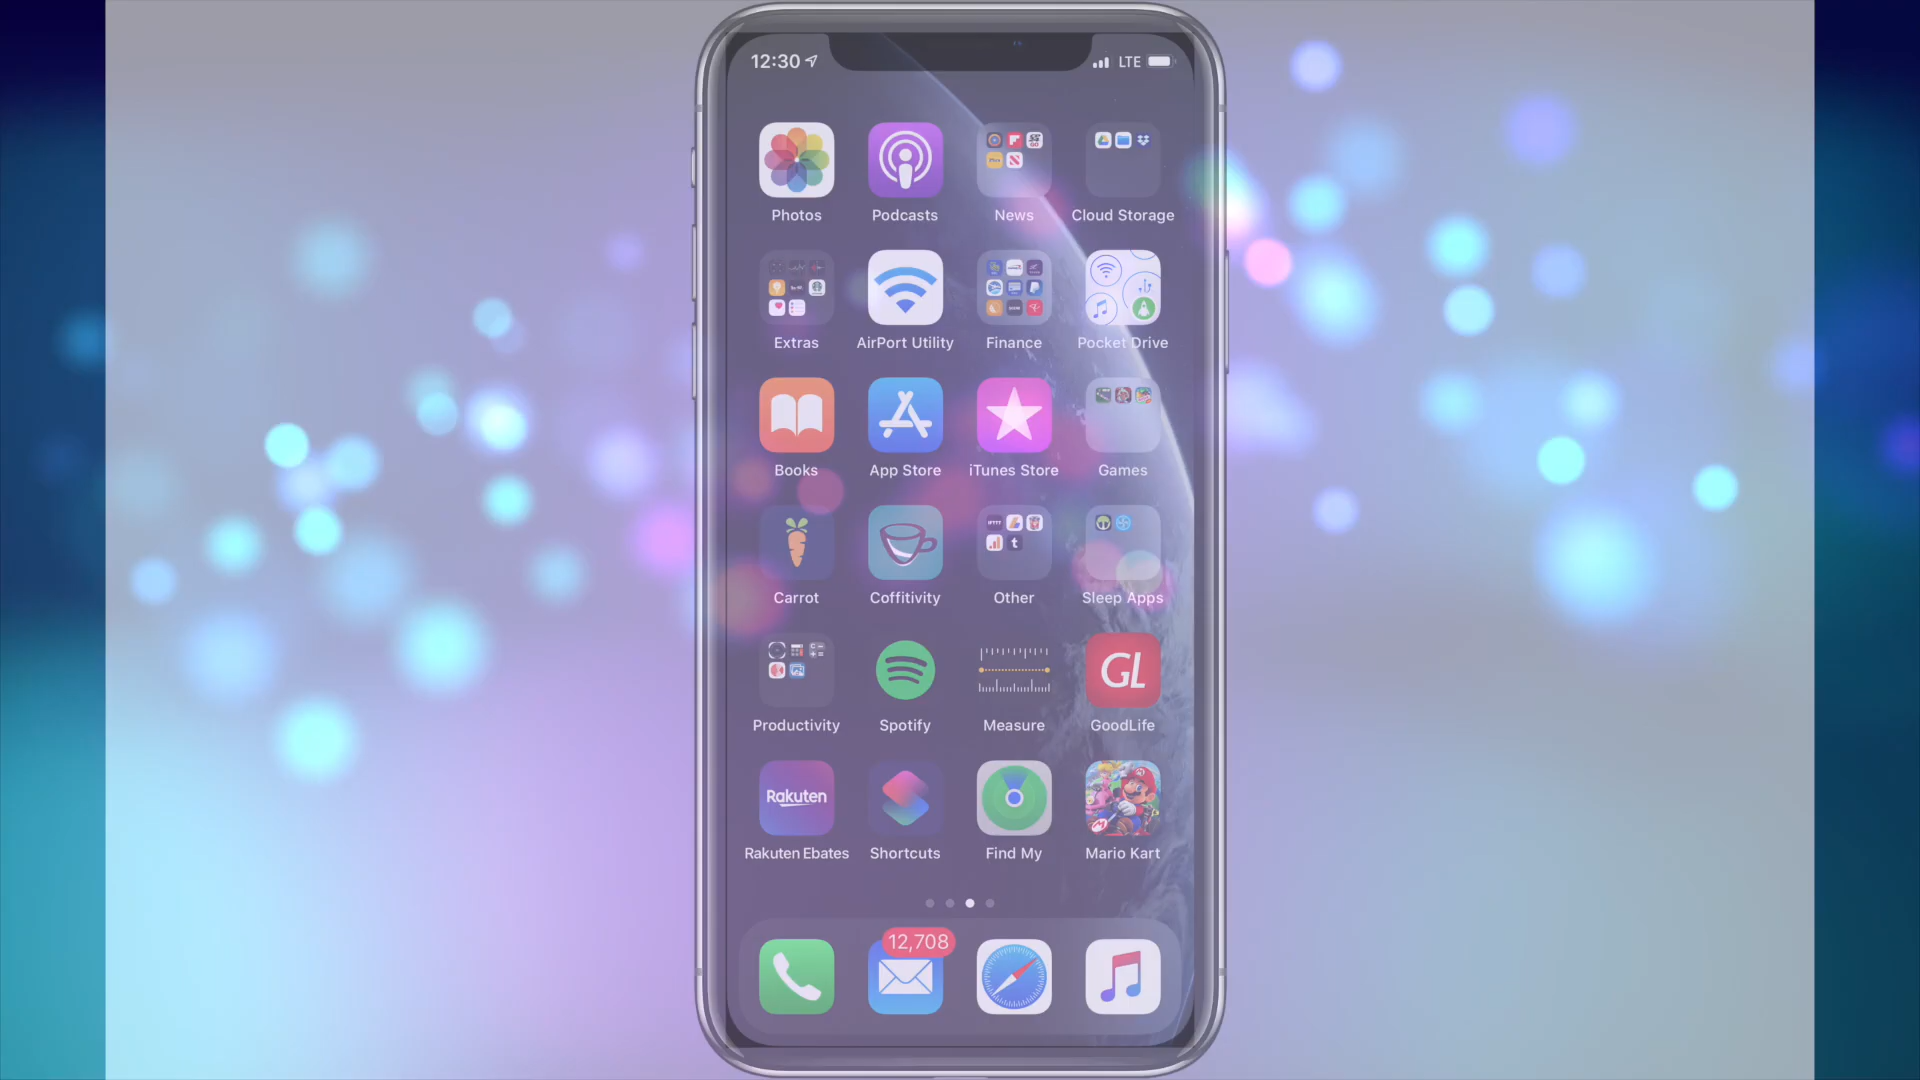 12:30 LTE
Photos Podcasts News Cloud Storage
Extras AirPort Utility Finance Pocket Drive
Books App Store iTunes Store Games
Carrot Coffitivity Other Sleep Apps
GL
Productivity Spotify Measure GoodLife
Rakuten
Rakuten Ebates Shortcuts Find My Mario Kart
12,708